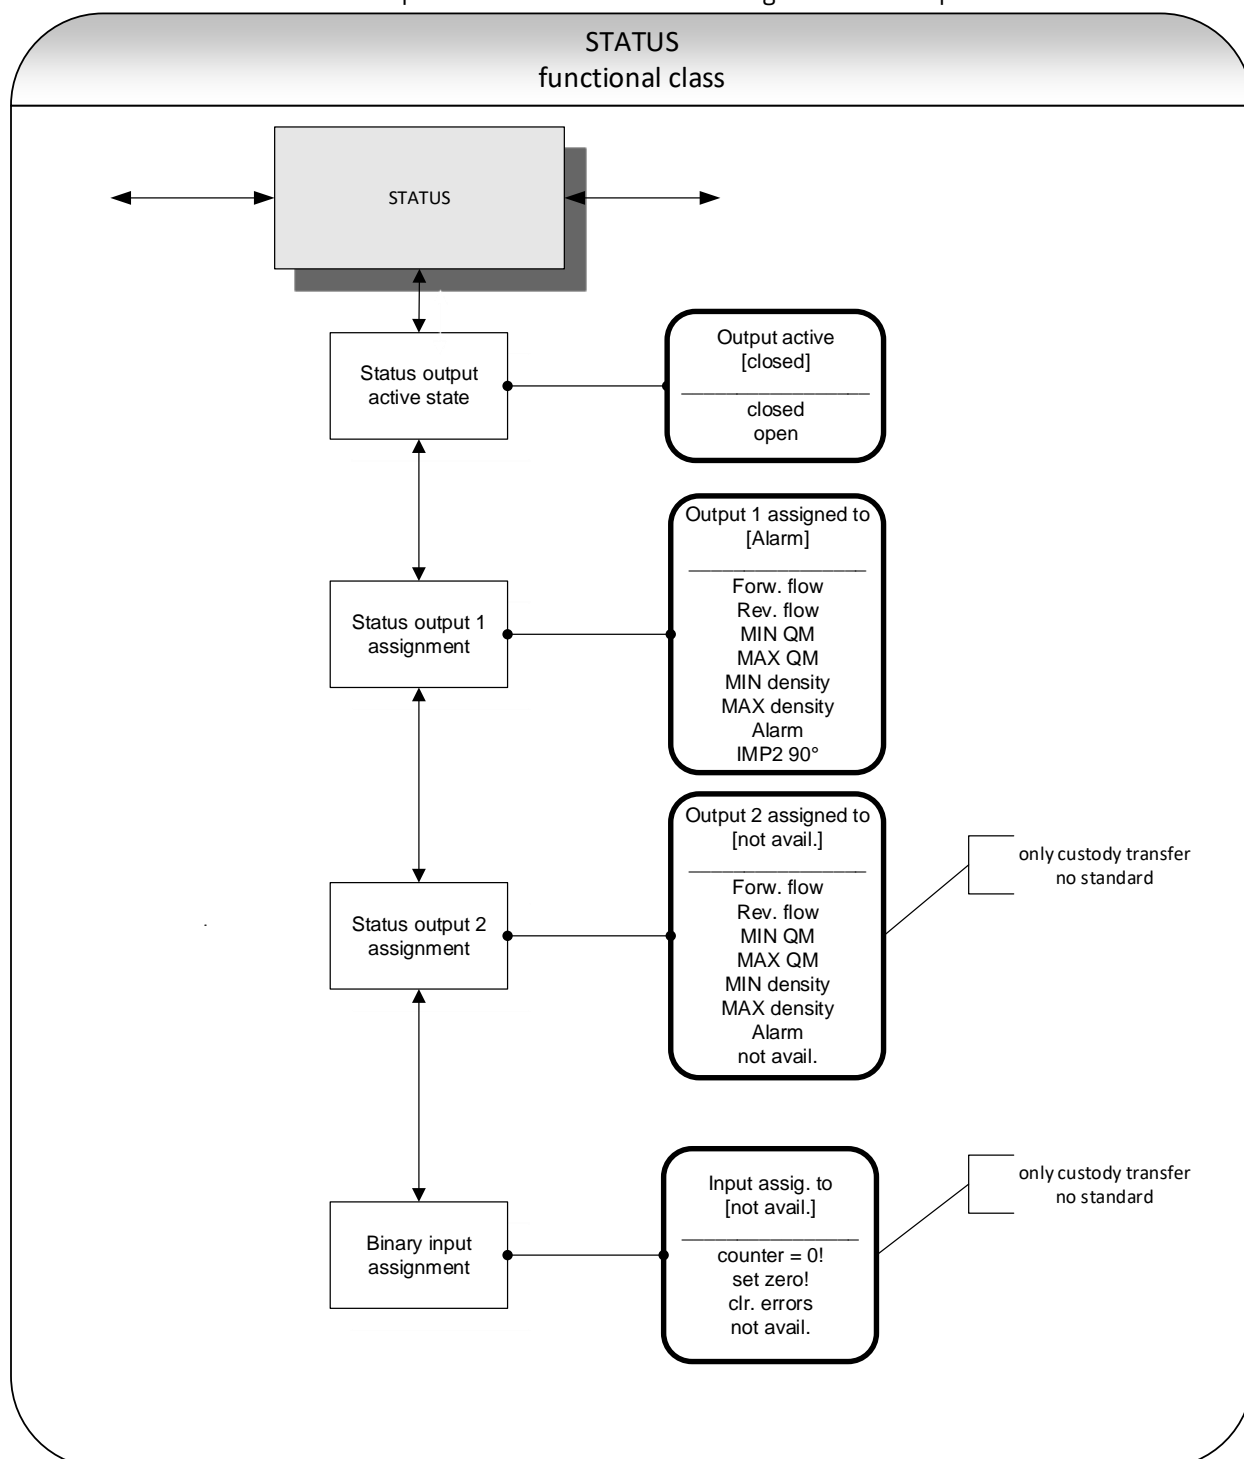 STATUS
functional class
STATUS
Status output
active state
Output active
[closed]
closed
open
Status output 1
assignment
Output 1 assigned to
[Alarm]
Forw. flow
Rev. flow
MIN QM
MAX QM
MIN density
MAX density
Alarm
IMP2 90°
Status output 2
assignment
Output 2 assigned to
[not avail.]
Forw. flow
Rev. flow
MIN QM
MAX QM
MIN density
MAX density
Alarm
not avail.
only custody transfer
no standard
Binary input
assignment
Input assig. to
[not avail.]
counter = 0!
set zero!
clr. errors
not avail.
only custody transfer
no standard